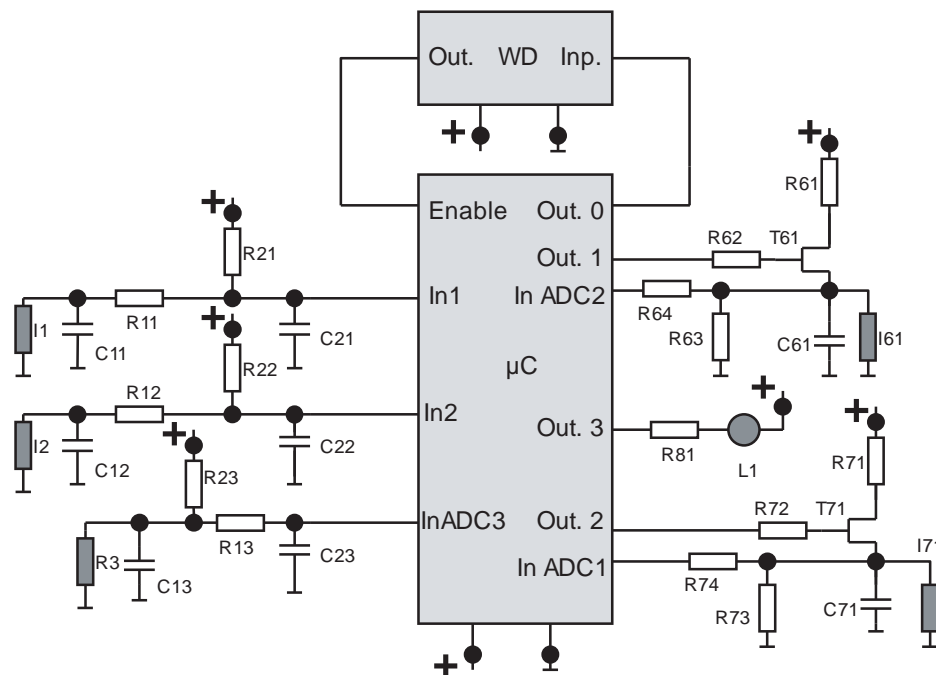 Out. WD Inp.
+
+
R61
+
Enable Out. 0
R21
R62 T61
Out. 1
I1
C11
R11
In1
C21
In ADC2
R64
R63
C61
I61
+
R22
µC
R12
In2
+
+
I2
C12
C22
Out. 3
R81
L1
R71
+
R23
R72 T71
Out. 2
I71
R3
C13
R13
InADC3
C23
In ADC1
R74
R73
C71
+